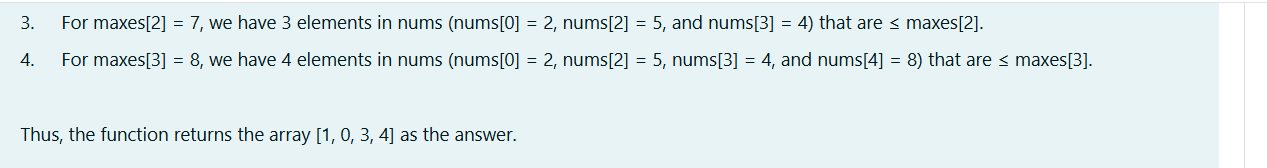 3. For maxes[2] = 7, we have 3 elements in nums (nums[0] = 2, nums[2] = 5, and nums[3] = 4) that are ≤ maxes[2].
4. For maxes[3] = 8, we have 4 elements in nums (nums[0] = 2, nums[2] = 5, nums[3] = 4, and nums[4] = 8) that are ≤ maxes[3].
Thus, the function returns the array [1, 0, 3, 4] as the answer.